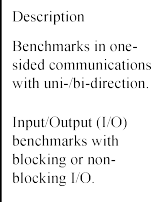 Description
Benchmarks in one-
sided communications
with uni-/bi-direction.
Input/Output (I/O)
benchmarks with
blocking or non-
blocking I/O.